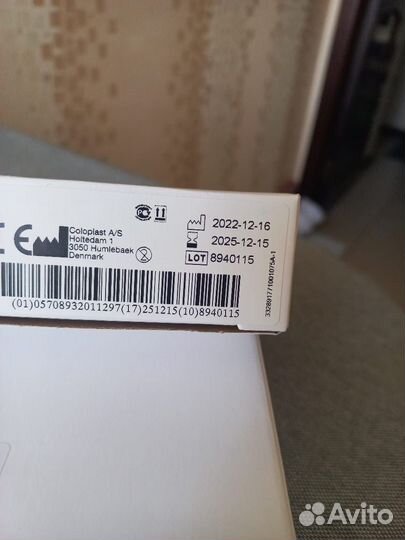 CE
Coloplast A/S
Holtedam 1
3050 Humlebaek
Denmark
2022-12-16
2025-12-15
LOT 8940115
(01)05708932011297(17)251215(10)8940115
Avito